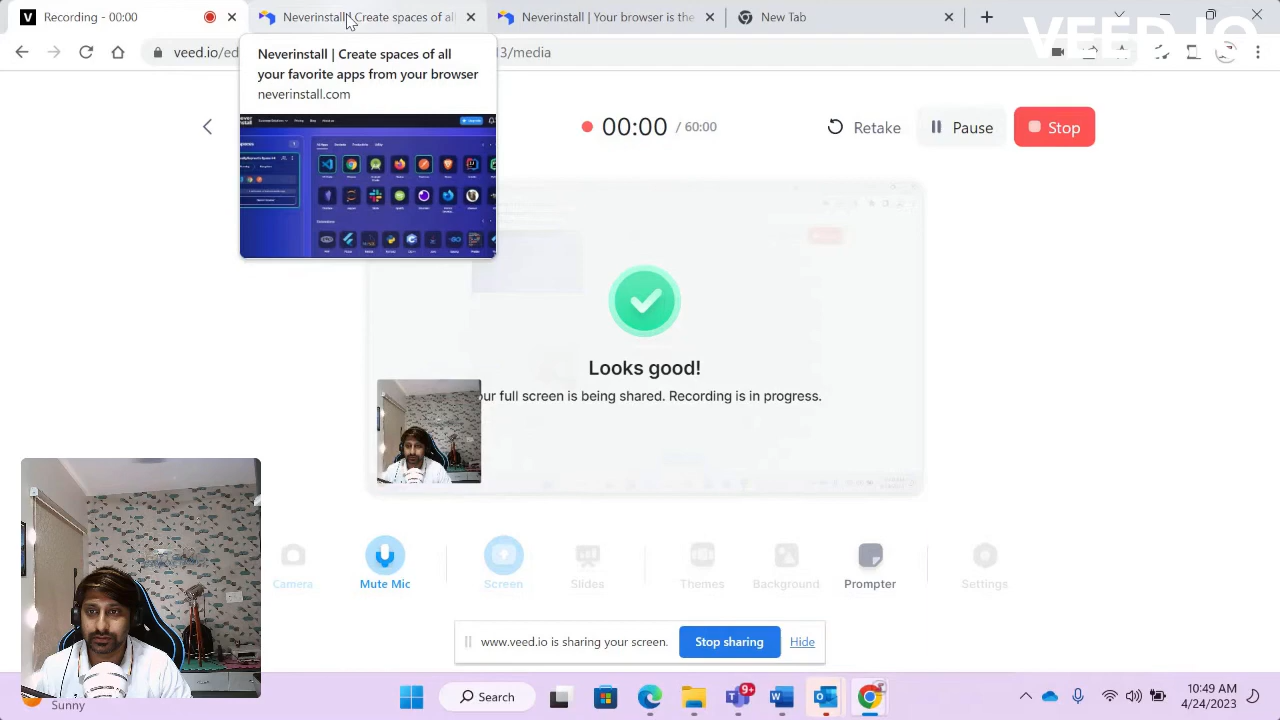 Recording - 00:00
Neverinstall | Create spaces of all
Neverinstall | Your browser is the
New Tab
VEED.IO
veed.io/ed
3/media
Neverinstall | Create spaces of all
your favorite apps from your browser
neverinstall.com
00:00
60:00
Retake
Pause
Stop
Looks good!
ur full screen is being shared. Recording is in progress.
Camera
Mute Mic
Screen
Slides
Themes
Background
Prompter
Settings
www.veed.io is sharing your screen.
Stop sharing
Hide
Sunny
Search
9+
10:49 AM
4/24/2023